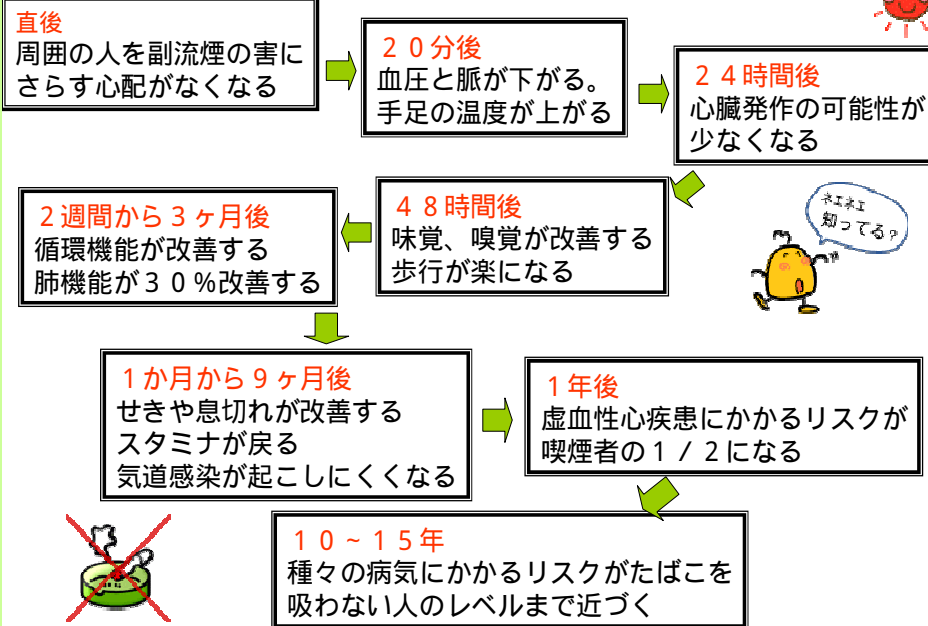 直後
周囲の人を副流煙の害に
さらす心配がなくなる
２０分後
血圧と脈が下がる。
手足の温度が上がる
２４時間後
心臓発作の可能性が
少なくなる
４８時間後
味覚、嗅覚が改善する
歩行が楽になる
２週間から３ヶ月後
循環機能が改善する
肺機能が３０％改善する
ネエネエ
知ってる？
１か月から９ヶ月後
せきや息切れが改善する
スタミナが戻る
気道感染が起こしにくくなる
１年後
虚血性心疾患にかかるリスクが
喫煙者の１／２になる
１０～１５年
種々の病気にかかるリスクがたばこを
吸わない人のレベルまで近づく